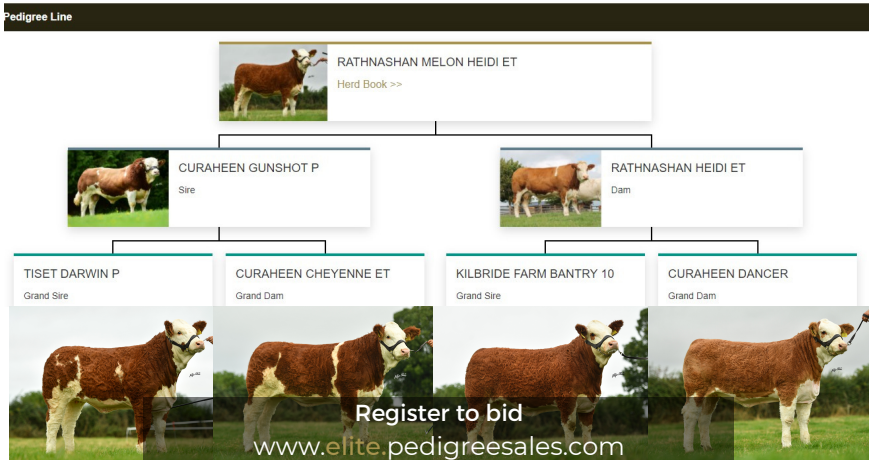 Pedigree Line
RATHNASHAN MELON HEIDI ET
Herd Book >>
CURAHEEN GUNSHOT P
Sire
RATHNASHAN HEIDI ET
Dam
TISET DARWIN P
Grand Sire
CURAHEEN CHEYENNE ET
Grand Dam
KILBRIDE FARM BANTRY 10
Grand Sire
CURAHEEN DANCER
Grand Dam
Register to bid
www.elite.pedigreesales.com